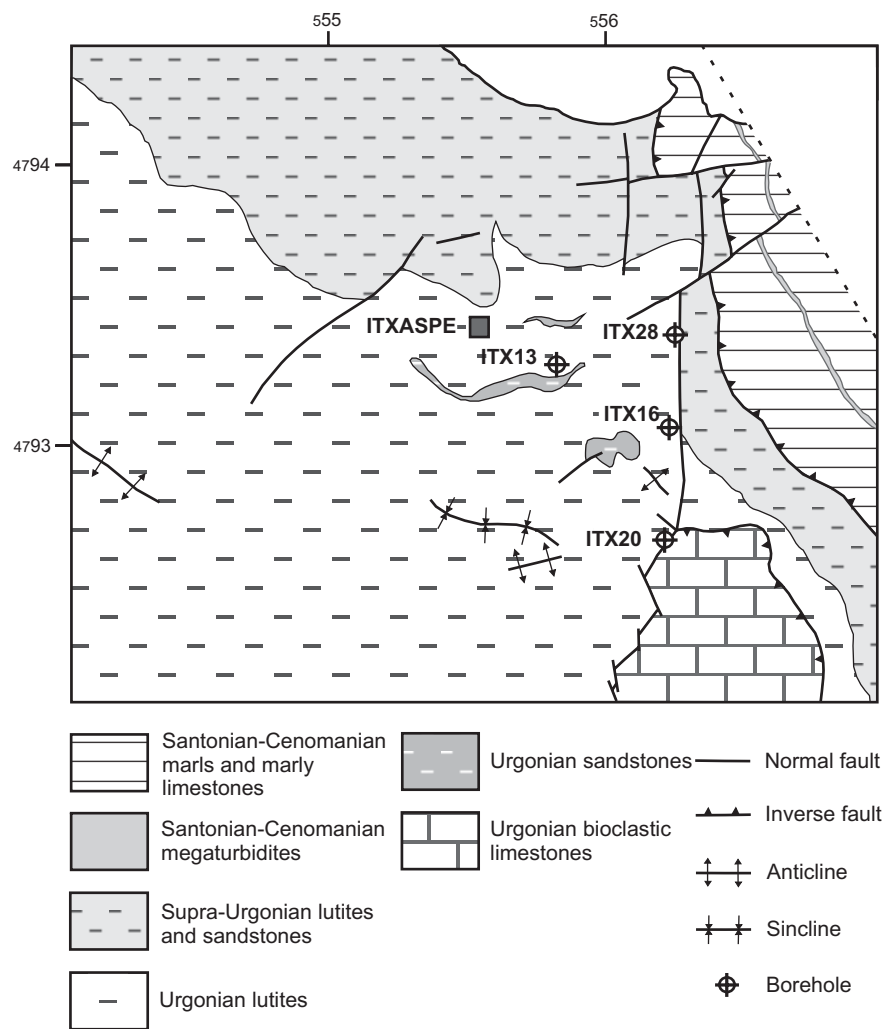 555
556
4794
ITXASPE
ITX28
ITX13
ITX16
4793
ITX20
Santonian-Cenomanian
marls and marly
limestones
Santonian-Cenomanian
megaturbidites
Supra-Urgonian lutites
and sandstones
Urgonian lutites
Urgonian sandstones
Urgonian bioclastic
limestones
Normal fault
Inverse fault
Anticline
Sincline
Borehole